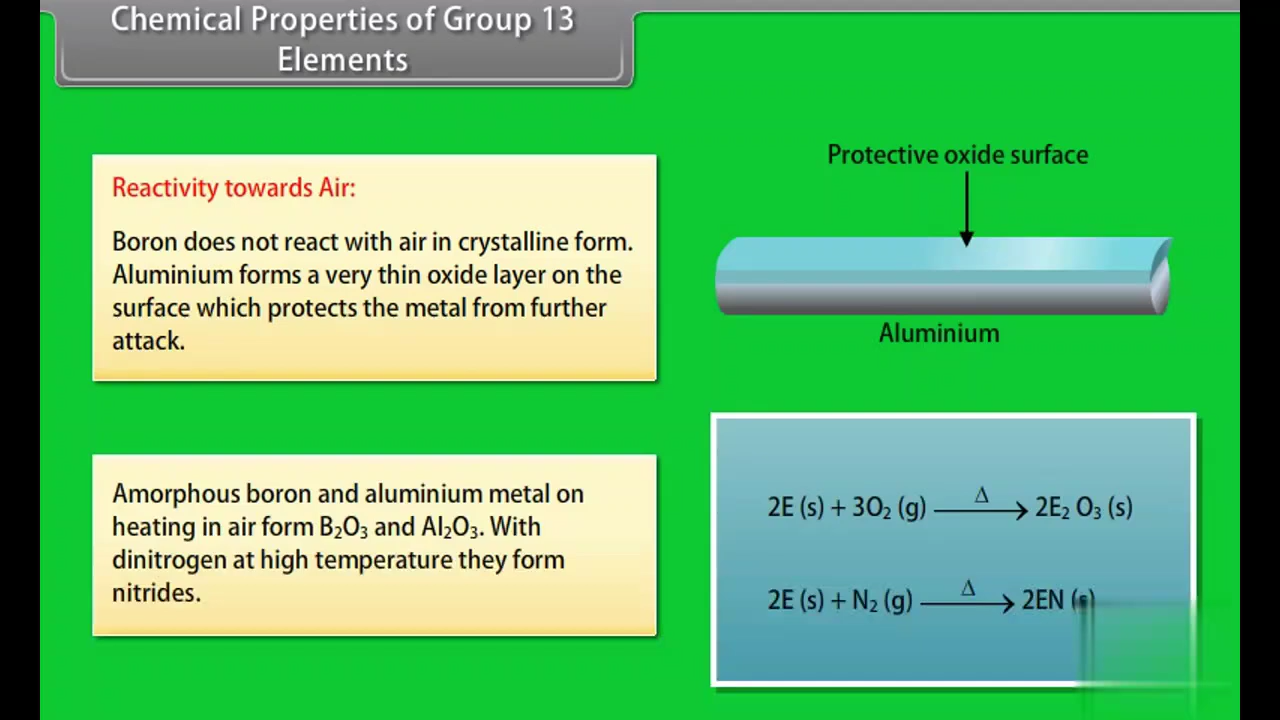 Chemical Properties of Group 13
Elements
Reactivity towards Air:
Boron does not react with air in crystalline form.
Aluminium forms a very thin oxide layer on the
surface which protects the metal from further
attack.
Amorphous boron and aluminium metal on
heating in air form B₂O₃ and Al₂O₃. With
dinitrogen at high temperature they form
nitrides.
Protective oxide surface
Aluminium
2E (s) + 3O₂ (g) —Δ→ 2E₂ O₃ (s)
2E (s) + N₂ (g) —Δ→ 2EN (s)